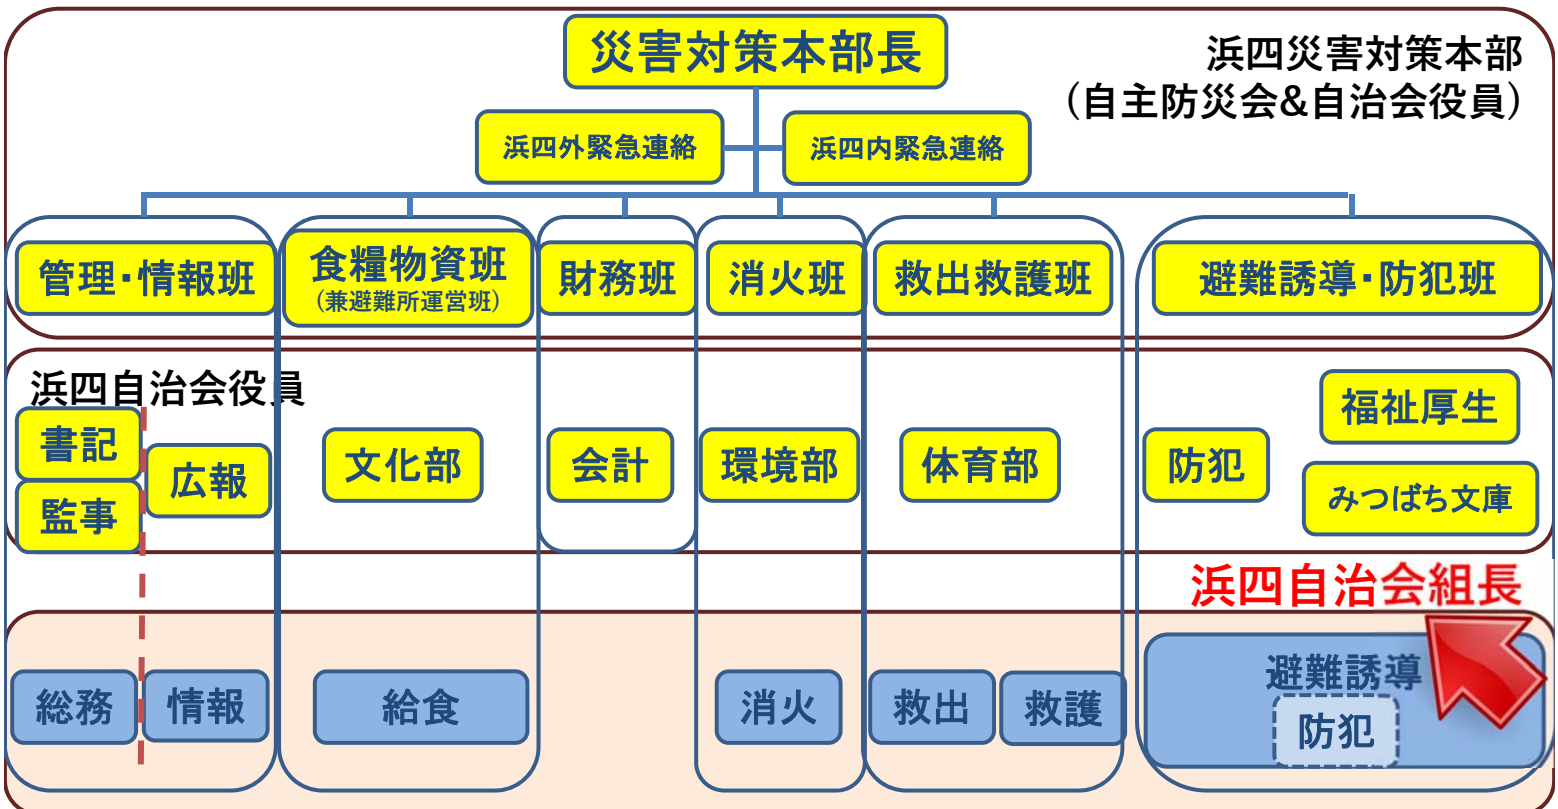 災害対策本部長
浜四災害対策本部
(自主防災会&自治会役員)
浜四外緊急連絡
浜四内緊急連絡
管理・情報班
食糧物資班
(兼避難所運営班)
財務班
消火班
救出救護班
避難誘導・防犯班
浜四自治会役員
書記
監事
広報
文化部
会計
環境部
体育部
防犯
福祉厚生
みつばち文庫
浜四自治会組長
総務
情報
給食
消火
救出
救護
避難誘導
防犯